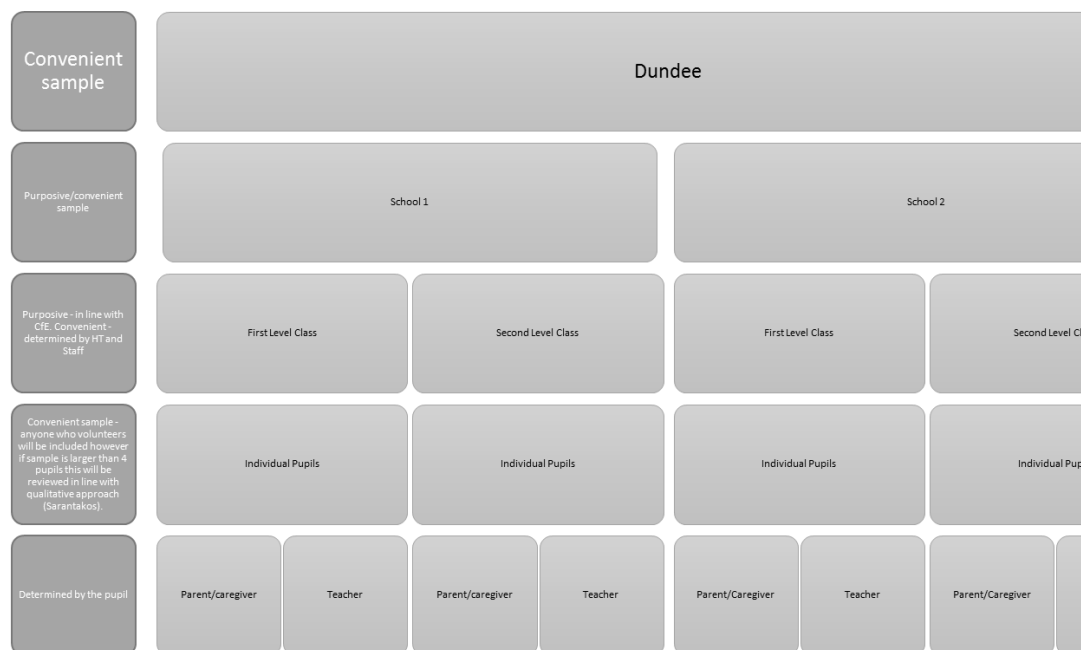 Convenient
sample
Dundee
Purposive/convenient
sample
School 1
School 2
Purposive - in line with
CfE. Convenient -
determined by HT and
Staff
First Level Class
Second Level Class
First Level Class
Second Level
Convenient sample -
anyone who volunteers
will be included however
if sample is larger than 4
pupils this will be
reviewed in line with
qualitative approach
(Sarantakos).
Individual Pupils
Individual Pupils
Individual Pupils
Individual
Determined by the pupil
Parent/caregiver
Teacher
Parent/caregiver
Teacher
Parent/Caregiver
Teacher
Parent/Caregiver